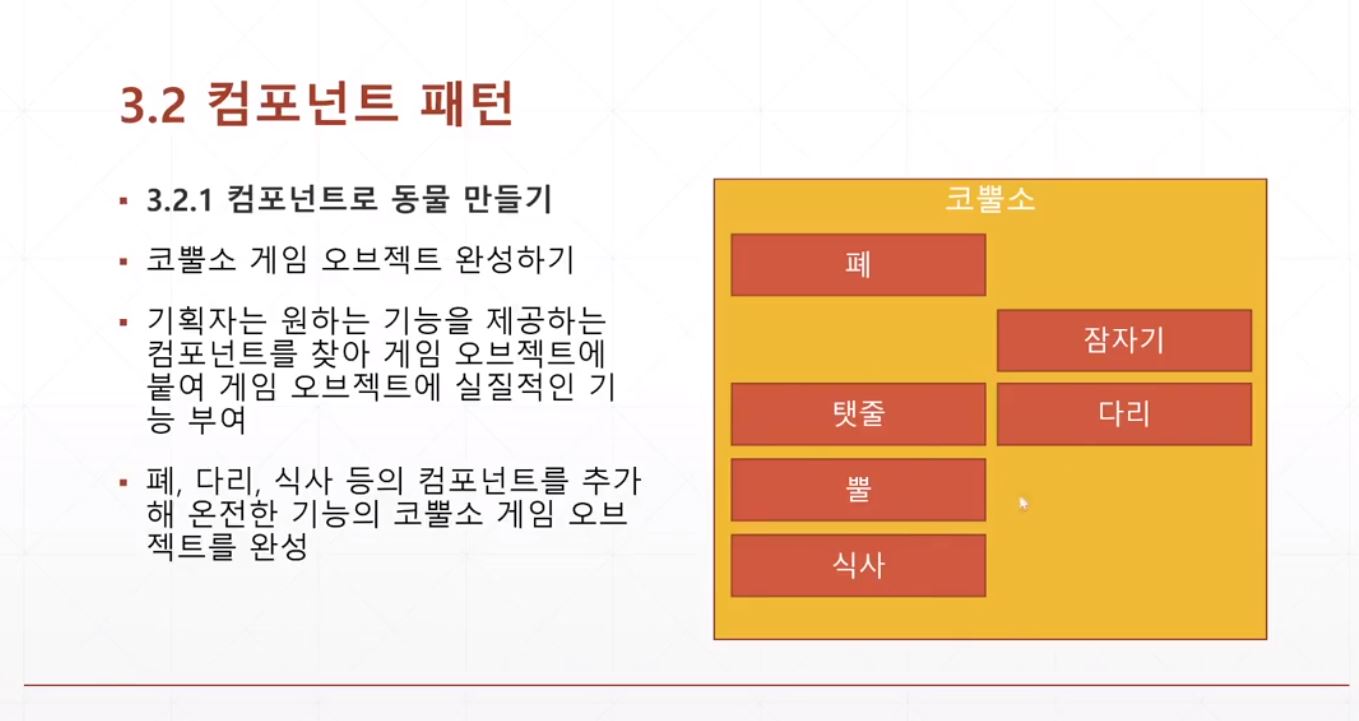 3.2 컴포넌트 패턴
3.2.1 컴포넌트로 동물 만들기
코뿔소 게임 오브젝트 완성하기
기획자는 원하는 기능을 제공하는
컴포넌트를 찾아 게임 오브젝트에
붙여 게임 오브젝트에 실질적인 기
능 부여
폐, 다리, 식사 등의 컴포넌트를 추가
해 온전한 기능의 코뿔소 게임 오브
젝트를 완성
코뿔소
폐
잠자기
탯줄
다리
뿔
식사